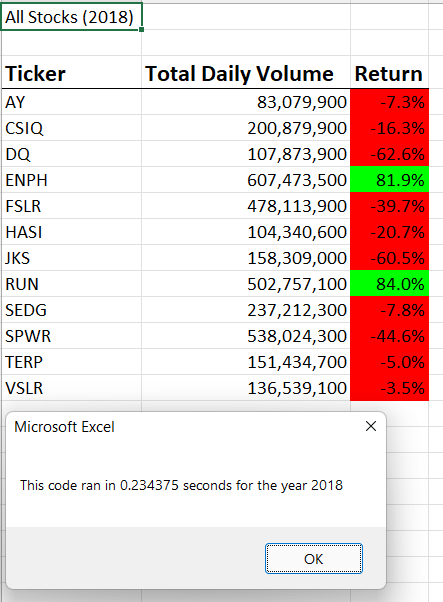 All Stocks (2018)
Ticker Total Daily Volume Return
AY 83,079,900 -7.3%
CSIQ 200,879,900 -16.3%
DQ 107,873,900 -62.6%
ENPH 607,473,500 81.9%
FSLR 478,113,900 -39.7%
HASI 104,340,600 -20.7%
JKS 158,309,000 -60.5%
RUN 502,757,100 84.0%
SEDG 237,212,300 -7.8%
SPWR 538,024,300 -44.6%
TERP 151,434,700 -5.0%
VSLR 136,539,100 -3.5%
Microsoft Excel
This code ran in 0.234375 seconds for the year 2018
OK